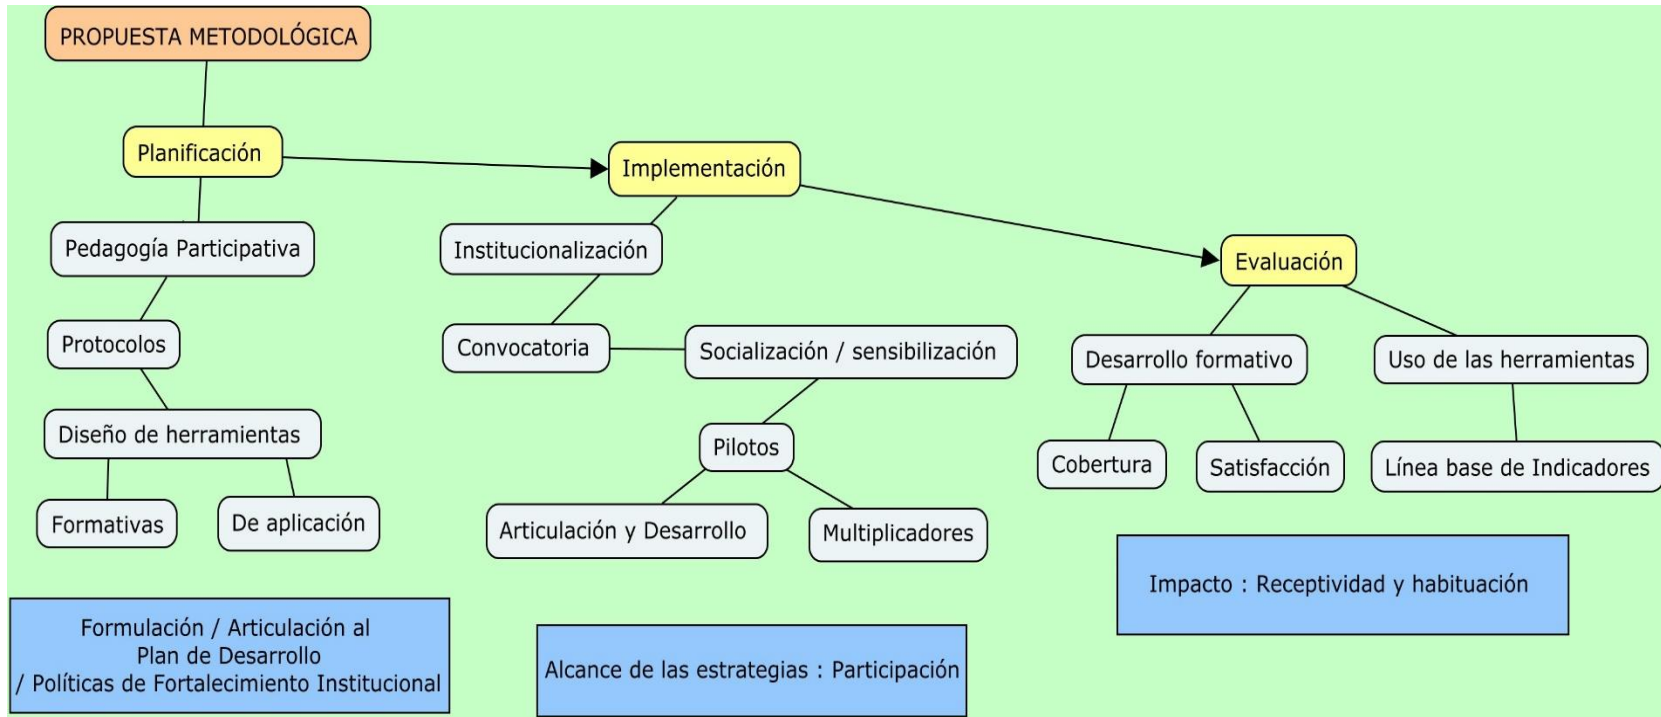 PROPUESTA METODOLÓGICA
Planificación
Pedagogía Participativa
Protocolos
Diseño de herramientas
Formativas
De aplicación
Formulación / Articulación al
Plan de Desarrollo
/ Políticas de Fortalecimiento Institucional
Implementación
Institucionalización
Convocatoria
Socialización / sensibilización
Pilotos
Articulación y Desarrollo
Multiplicadores
Alcance de las estrategias : Participación
Evaluación
Desarrollo formativo
Uso de las herramientas
Cobertura
Satisfacción
Línea base de Indicadores
Impacto : Receptividad y habituación